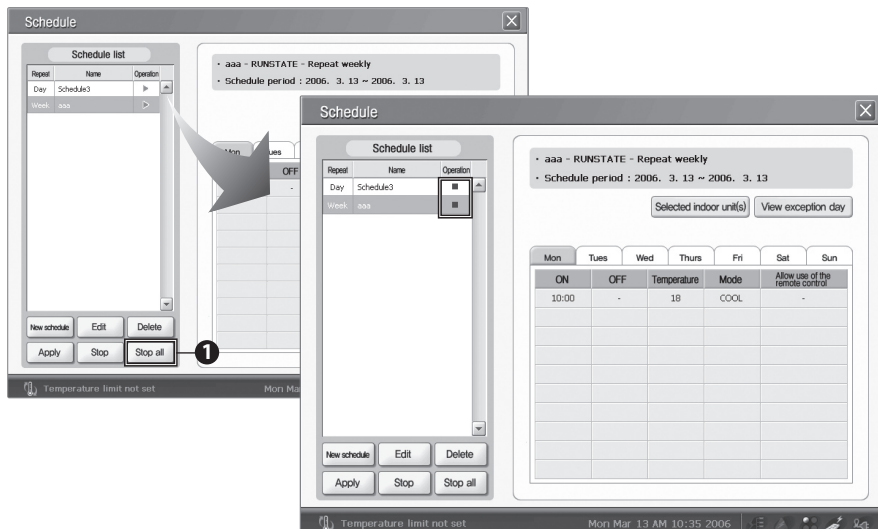 Schedule
Schedule list
Repeat Name Operation
Day Schedule3
Week aaa
· aaa - RUNSTATE - Repeat weekly
· Schedule period : 2006. 3. 13 ~ 2006. 3. 13
Mon ues
OFF
-
New schedule Edit Delete
Apply Stop Stop all
1
Temperature limit not set Mon Ma
Schedule
Schedule list
Repeat Name Operation
Day Schedule3
Week aaa
· aaa - RUNSTATE - Repeat weekly
· Schedule period : 2006. 3. 13 ~ 2006. 3. 13
Selected indoor unit(s) View exception day
Mon Tues Wed Thurs Fri Sat Sun
ON OFF Temperature Mode Allow use of the
remote control
10:00 - 18 COOL -
New schedule Edit Delete
Apply Stop Stop all
Temperature limit not set Mon Mar 13 AM 10:35 2006